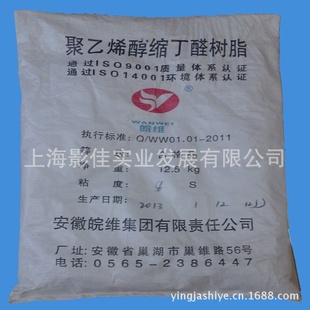 聚乙烯醇缩丁醛树脂
通过ISO9001质量体系认证
通过ISO14001环境体系认证
WANWEI
皖维
执行标准：Q/WW01.01-2011
上海影佳实业发展有限公司
重：12.5 kg
粘 度： S
生产日期：2013 1 12
安徽皖维集团有限责任公司
厂址：安徽省巢湖市巢维路56号
电话：0565-2386447
yingjiashiye.cn.1688.com